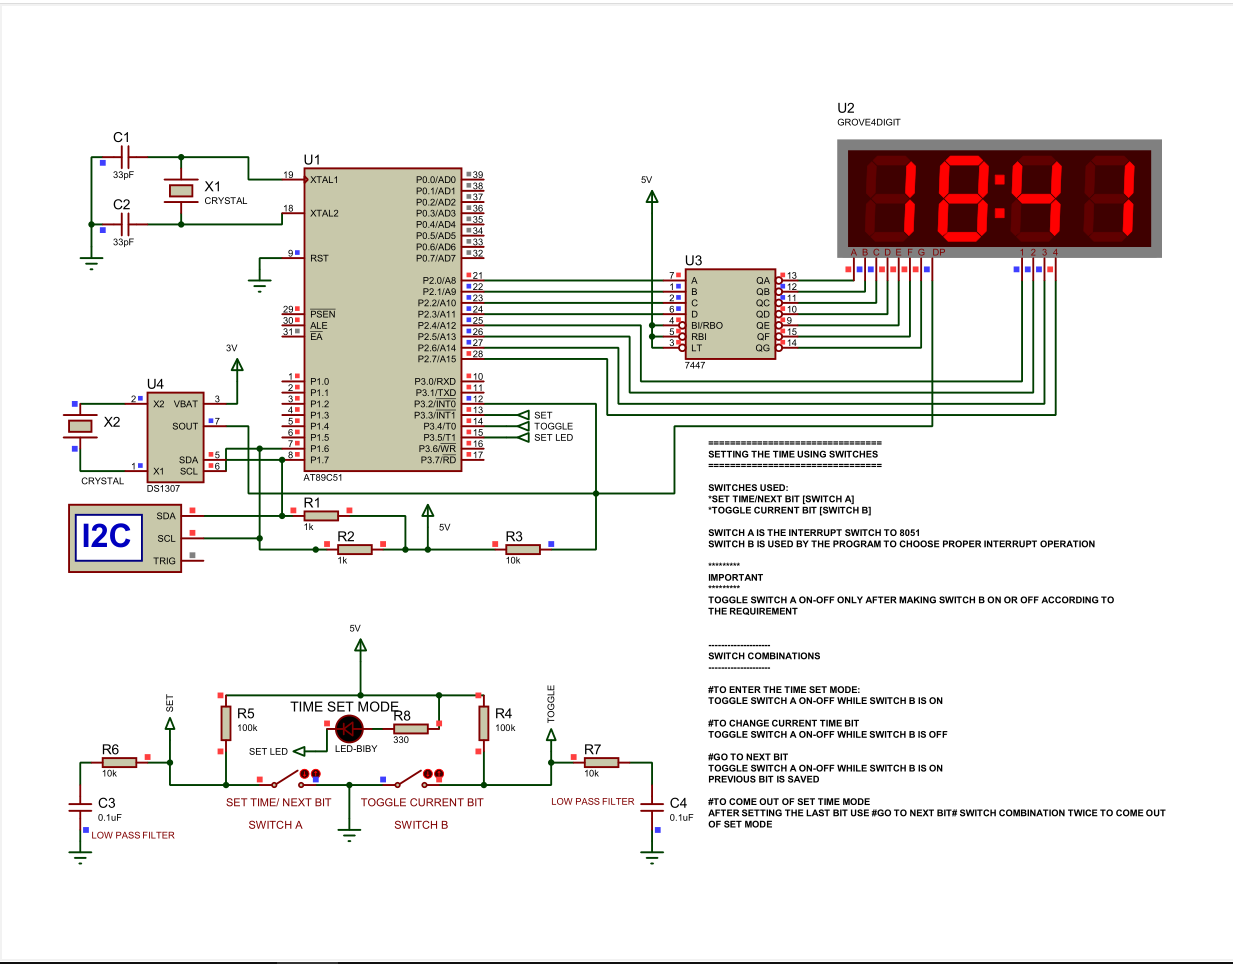 U2
GROVE4DIGIT
18:41
A B C D E F G DP 1 2 3 4
C1
33pF
X1
CRYSTAL
C2
33pF
U1
19 XTAL1
18 XTAL2
9 RST
29 PSEN
30 ALE
31 EA
1 P1.0
2 P1.1
3 P1.2
4 P1.3
5 P1.4
6 P1.5
7 P1.6
8 P1.7
P0.0/AD0 39
P0.1/AD1 38
P0.2/AD2 37
P0.3/AD3 36
P0.4/AD4 35
P0.5/AD5 34
P0.6/AD6 33
P0.7/AD7 32
P2.0/A8 21
P2.1/A9 22
P2.2/A10 23
P2.3/A11 24
P2.4/A12 25
P2.5/A13 26
P2.6/A14 27
P2.7/A15 28
P3.0/RXD 10
P3.1/TXD 11
P3.2/INT0 12
P3.3/INT1 13
P3.4/T0 14
P3.5/T1 15
P3.6/WR 16
P3.7/RD 17
AT89C51
SET
TOGGLE
SET LED
5V
U3
7 A QA 13
1 B QB 12
2 C QC 11
6 D QD 10
4 BI/RBO QE 9
5 RBI QF 15
3 LT QG 14
7447
3V
U4
2 X2 VBAT 3
SOUT 7
SDA 5
1 X1 SCL 6
DS1307
X2
CRYSTAL
I2C
SDA
SCL
TRIG
R1
1k
R2
1k
5V
R3
10k
==============================
SETTING THE TIME USING SWITCHES
==============================
SWITCHES USED:
*SET TIME/NEXT BIT [SWITCH A]
*TOGGLE CURRENT BIT [SWITCH B]
SWITCH A IS THE INTERRUPT SWITCH TO 8051
SWITCH B IS USED BY THE PROGRAM TO CHOOSE PROPER INTERRUPT OPERATION
*********
IMPORTANT
*********
TOGGLE SWITCH A ON-OFF ONLY AFTER MAKING SWITCH B ON OR OFF ACCORDING TO
THE REQUIREMENT
--------------------
SWITCH COMBINATIONS
--------------------
#TO ENTER THE TIME SET MODE:
TOGGLE SWITCH A ON-OFF WHILE SWITCH B IS ON
#TO CHANGE CURRENT TIME BIT
TOGGLE SWITCH A ON-OFF WHILE SWITCH B IS OFF
#GO TO NEXT BIT
TOGGLE SWITCH A ON-OFF WHILE SWITCH B IS ON
PREVIOUS BIT IS SAVED
#TO COME OUT OF SET TIME MODE
AFTER SETTING THE LAST BIT USE #GO TO NEXT BIT# SWITCH COMBINATION TWICE TO COME OUT
OF SET MODE
5V
SET
TOGGLE
R5
100k
TIME SET MODE
R8
330
LED-BIBY
SET LED
R4
100k
R6
10k
R7
10k
C3
0.1uF
LOW PASS FILTER
SET TIME/ NEXT BIT
SWITCH A
TOGGLE CURRENT BIT
SWITCH B
LOW PASS FILTER
C4
0.1uF